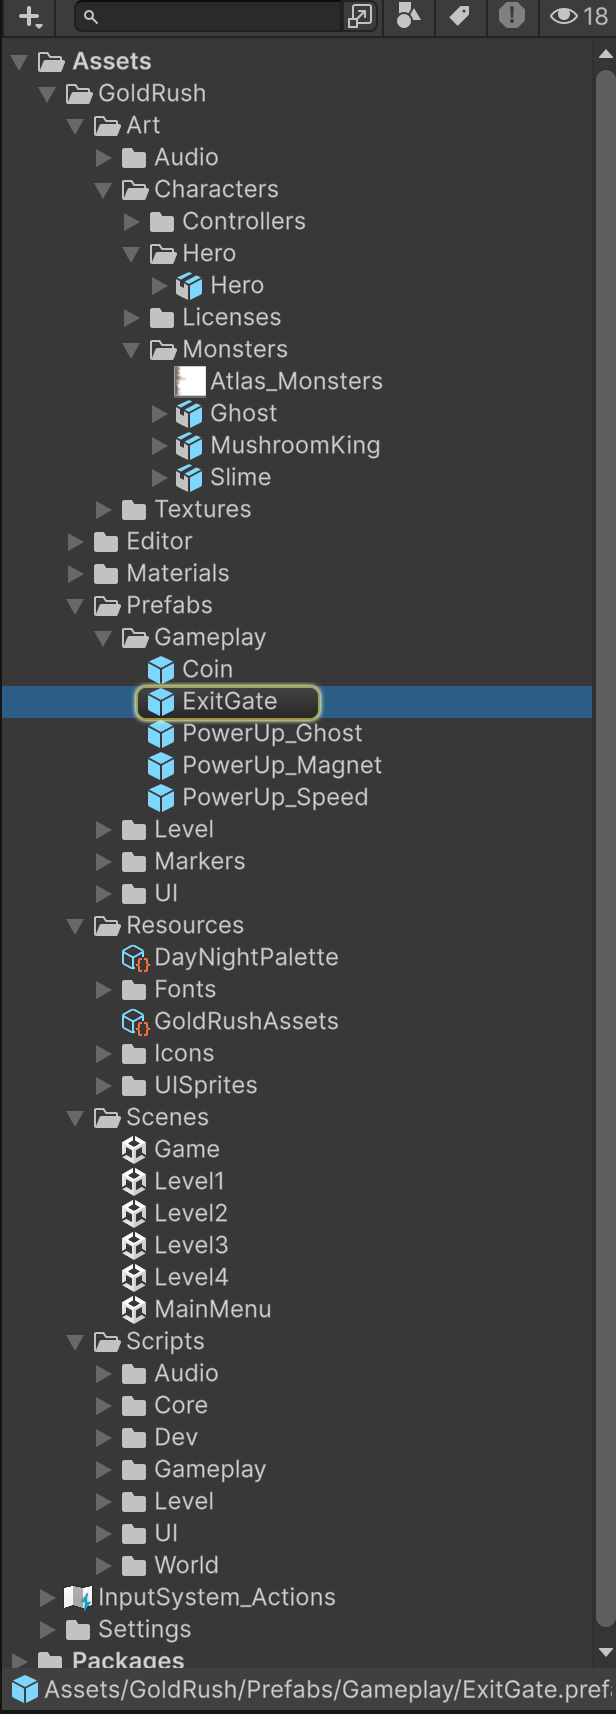 18
Assets
GoldRush
Art
Audio
Characters
Controllers
Hero
Hero
Licenses
Monsters
Atlas_Monsters
Ghost
MushroomKing
Slime
Textures
Editor
Materials
Prefabs
Gameplay
Coin
ExitGate
PowerUp_Ghost
PowerUp_Magnet
PowerUp_Speed
Level
Markers
UI
Resources
DayNightPalette
Fonts
GoldRushAssets
Icons
UISprites
Scenes
Game
Level1
Level2
Level3
Level4
MainMenu
Scripts
Audio
Core
Dev
Gameplay
Level
UI
World
InputSystem_Actions
Settings
Packages
Assets/GoldRush/Prefabs/Gameplay/ExitGate.pref